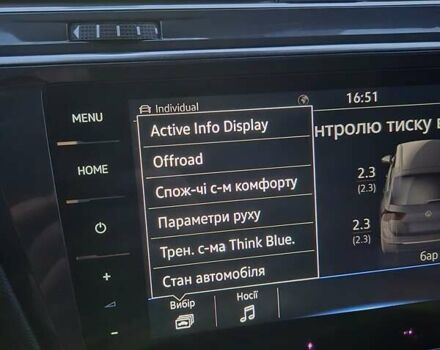 MENU
HOME
Individual
16:51
Active Info Display
нтролю тиску в
Offroad
Спож-чі с-м комфорту
2.3
(2.3)
Параметри руху
2.3
(2.3)
Трен. с-ма Think Blue.
бар
Стан автомобіля
Вибір
Носії
+
-